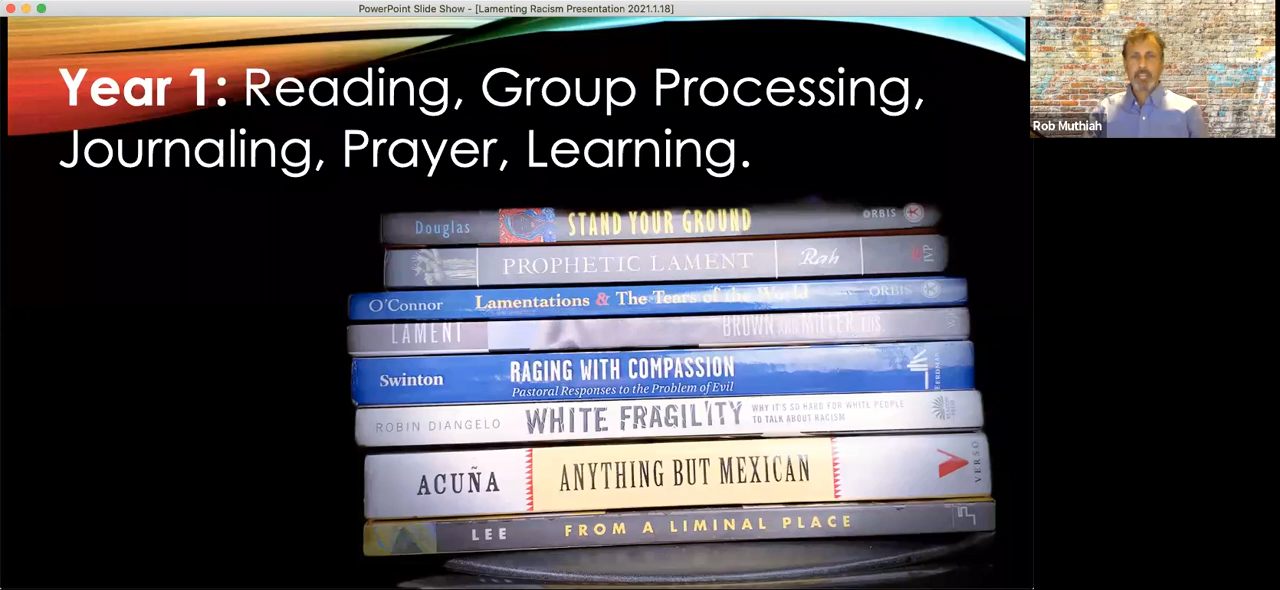 PowerPoint Slide Show - [Lamenting Racism Presentation 2021.1.18]
Year 1: Reading, Group Processing,
Journaling, Prayer, Learning.
Rob Muthiah
Douglas STAND YOUR GROUND ORBIS
PROPHETIC LAMENT Rah IVP
O'Connor Lamentations & The Tears of the World ORBIS
LAMENT BROWN AND MILLER, EDS.
Swinton RAGING WITH COMPASSION
Pastoral Responses to the Problem of Evil
EERDMANS
ROBIN DIANGELO WHITE FRAGILITY WHY IT'S SO HARD FOR WHITE PEOPLE
TO TALK ABOUT RACISM
BEACON PRESS
ACUÑA ANYTHING BUT MEXICAN VERSO
LEE FROM A LIMINAL PLACE